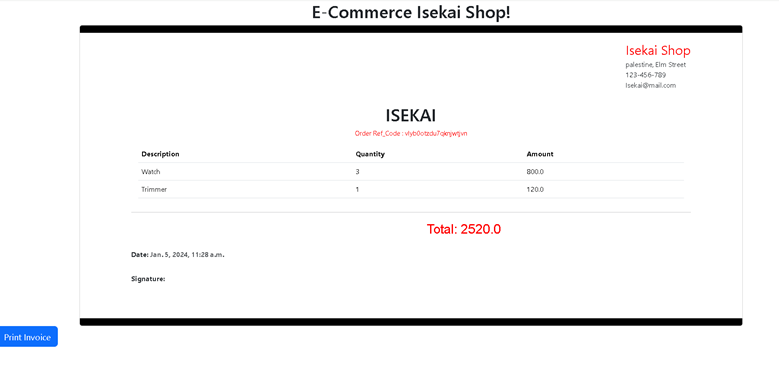 E-Commerce Isekai Shop!
Isekai Shop
palestine, Elm Street
123-456-789
Isekai@mail.com
ISEKAI
Order Ref_Code : vlyb0otzdu7qknjwtjvn
Description Quantity Amount
Watch 3 800.0
Trimmer 1 120.0
Total: 2520.0
Date: Jan. 5, 2024, 11:28 a.m.
Signature:
Print Invoice